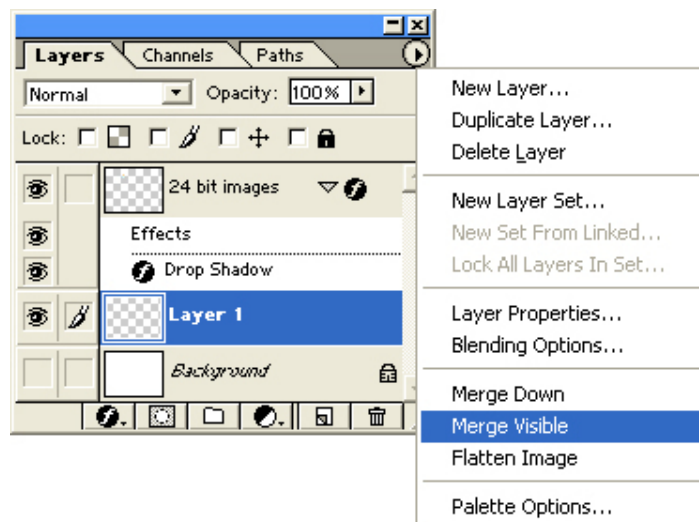 Layers Channels Paths
Normal Opacity: 100%
Lock:
24 bit images
Effects
Drop Shadow
Layer 1
Background
New Layer...
Duplicate Layer...
Delete Layer
New Layer Set...
New Set From Linked...
Lock All Layers In Set...
Layer Properties...
Blending Options...
Merge Down
Merge Visible
Flatten Image
Palette Options...